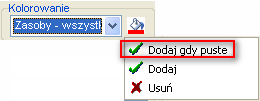 Kolorowanie
Zasoby - wszystk
Dodaj gdy puste
Dodaj
Usuń